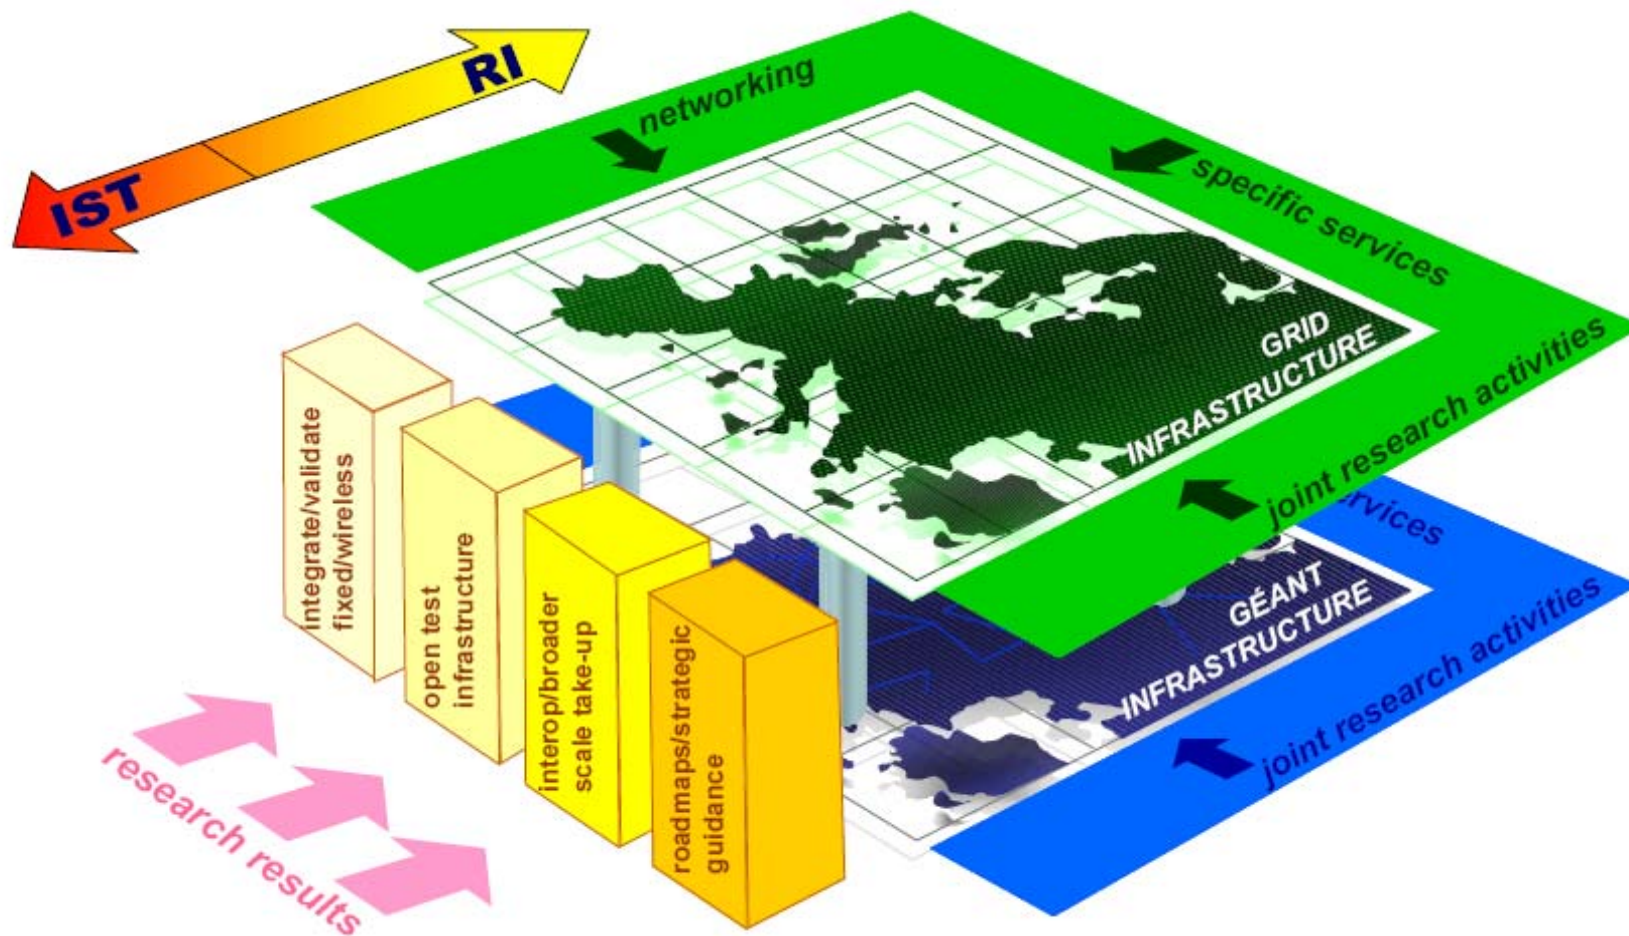 RI
IST
networking
specific services
GRID
INFRASTRUCTURE
joint research activities
GÉANT
INFRASTRUCTURE
joint research activities
integrate/validate
fixed/wireless
open test
infrastructure
interop/broader
scale take-up
roadmaps/strategic
guidance
research results